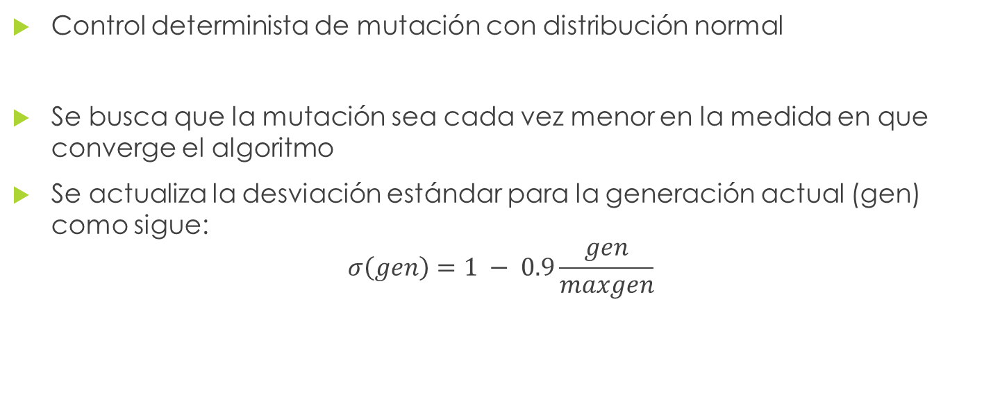 Control determinista de mutación con distribución normal
Se busca que la mutación sea cada vez menor en la medida en que
converge el algoritmo
Se actualiza la desviación estándar para la generación actual (gen)
como sigue:
σ(gen) = 1 − 0.9 gen/maxgen